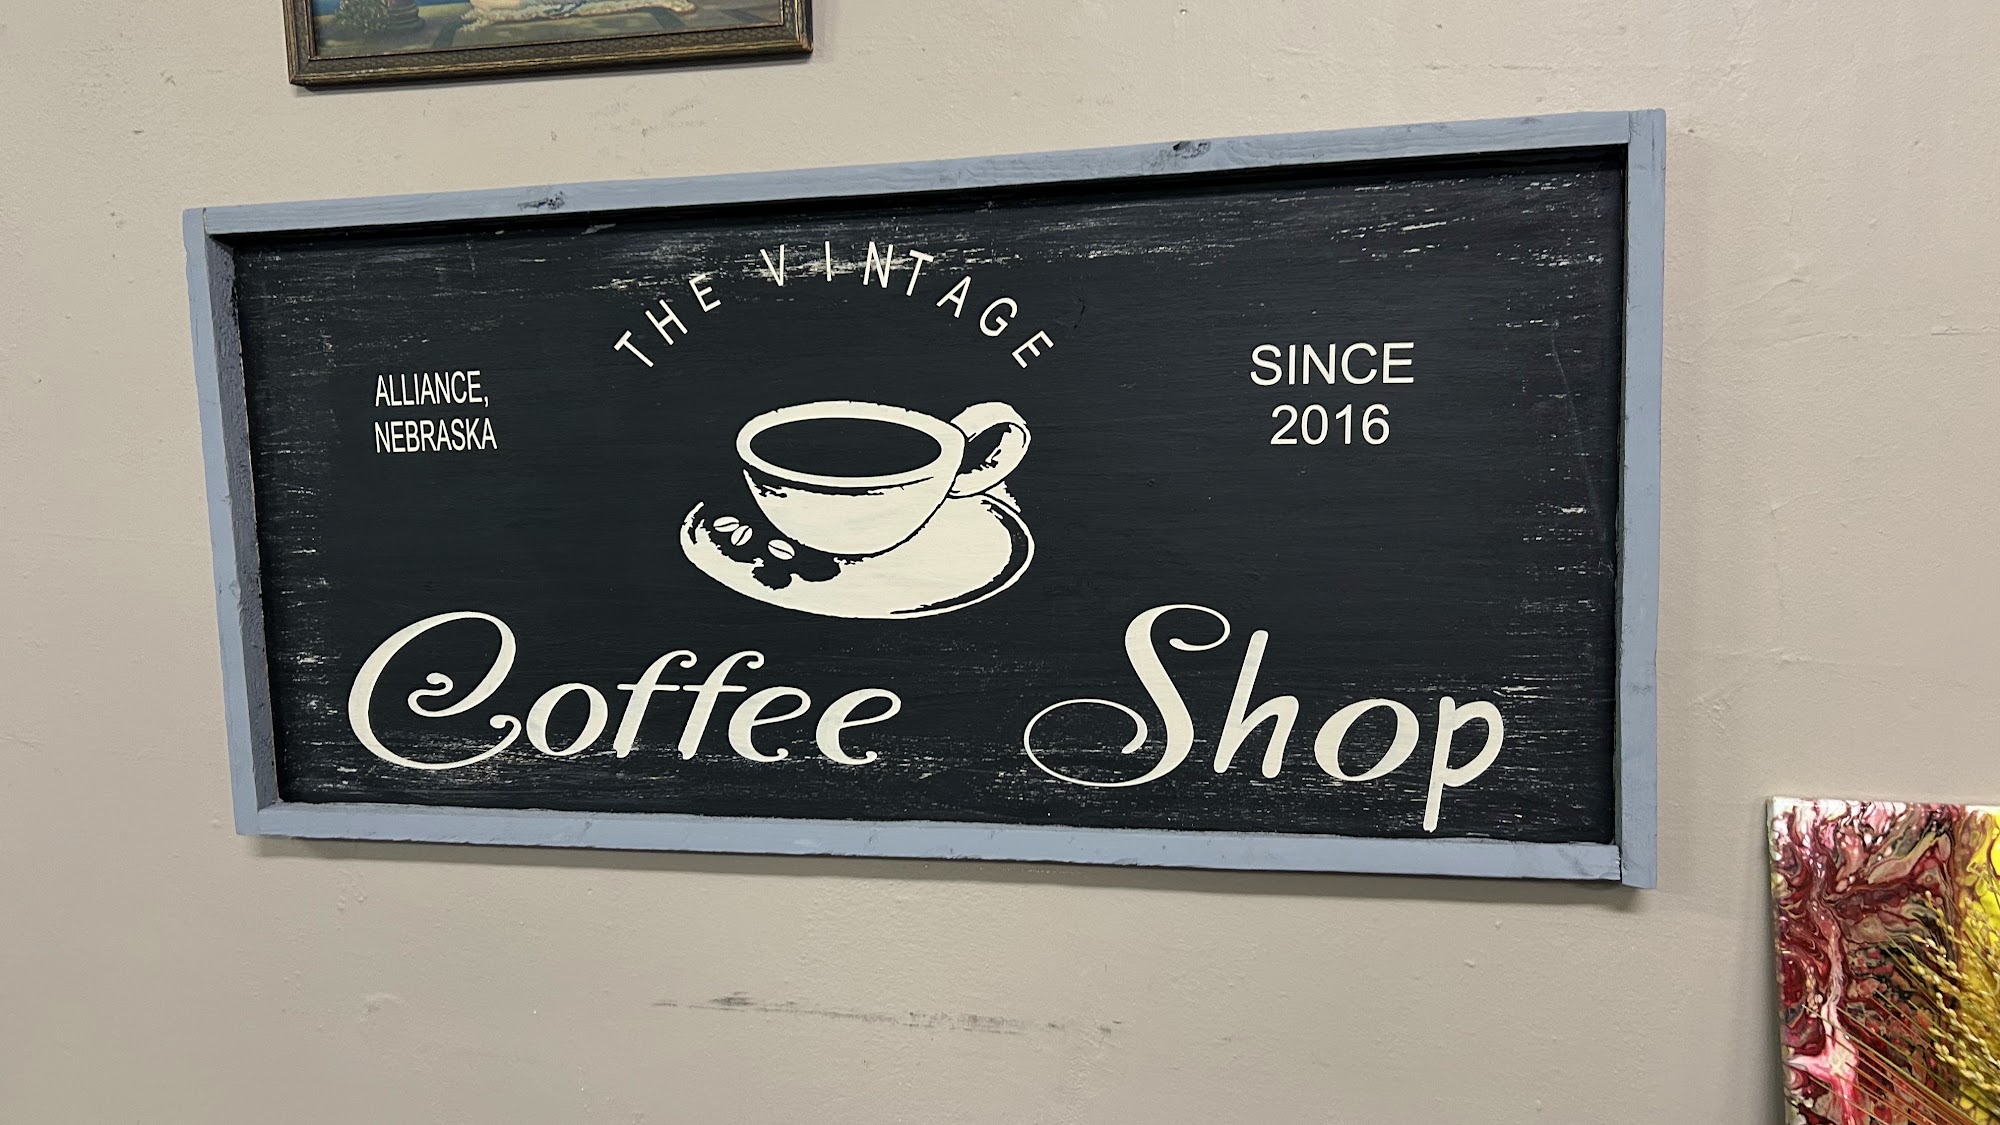 THE VINTAGE
ALLIANCE,
NEBRASKA
SINCE
2016
Coffee Shop